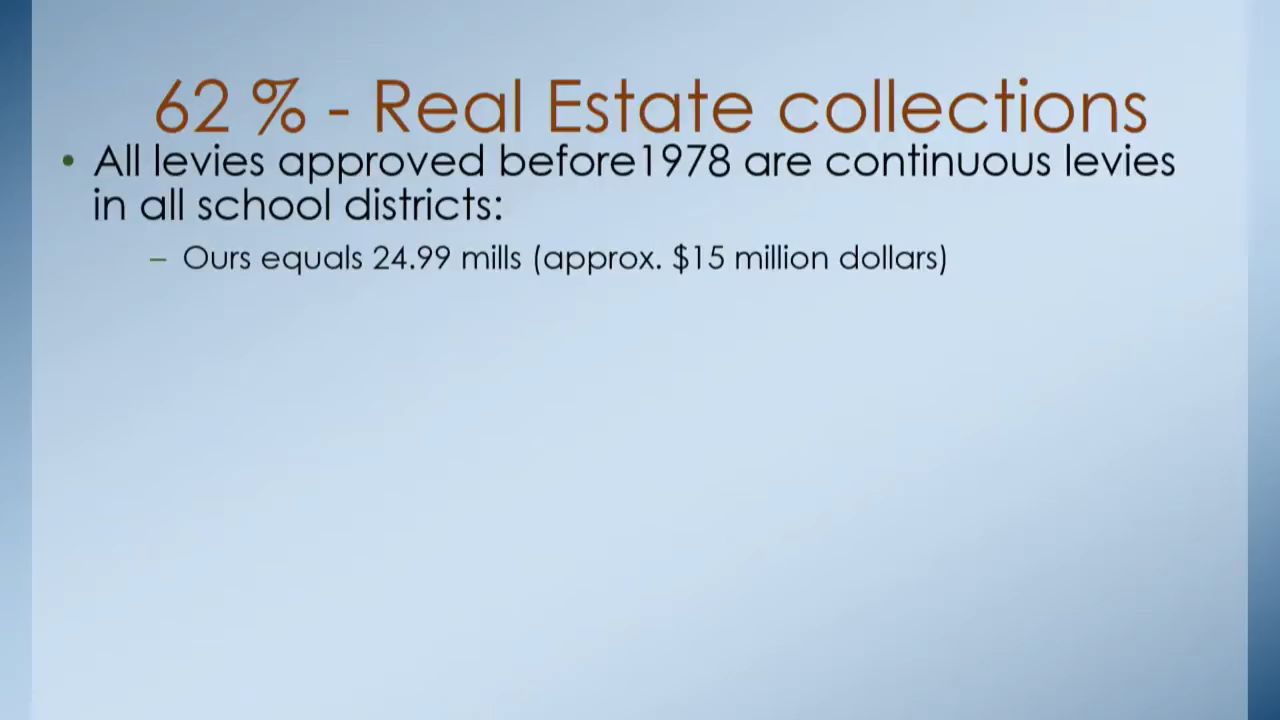 62 % - Real Estate collections
• All levies approved before1978 are continuous levies
in all school districts:
– Ours equals 24.99 mills (approx. $15 million dollars)